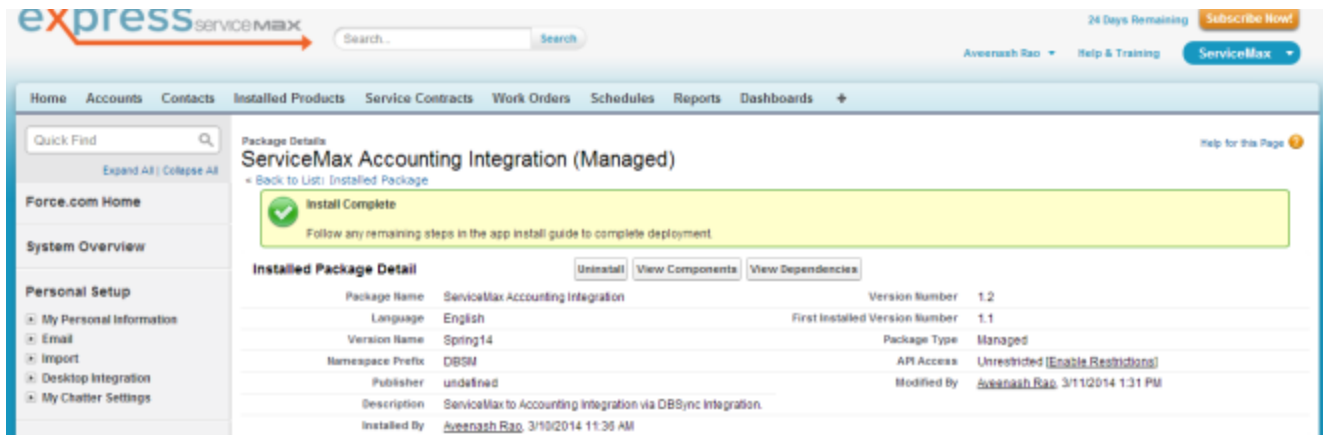 express SERVICEMAX
Search...
Search
24 Days Remaining
Subscribe Now!
Aveenash Rao
Help & Training
ServiceMax
Home Accounts Contacts Installed Products Service Contracts Work Orders Schedules Reports Dashboards +
Quick Find
Expand All | Collapse All
Force.com Home
System Overview
Personal Setup
My Personal Information
Email
Import
Desktop Integration
My Chatter Settings
Package Details
ServiceMax Accounting Integration (Managed)
« Back to List: Installed Package
Help for this Page
Install Complete
Follow any remaining steps in the app install guide to complete deployment.
Installed Package Detail
Uninstall View Components View Dependencies
Package Name ServiceMax Accounting Integration Version Number 1.2
Language English First Installed Version Number 1.1
Version Name Spring14 Package Type Managed
Namespace Prefix DBSM API Access Unrestricted [Enable Restrictions]
Publisher undefined Modified By Aveenash Rao, 3/11/2014 1:31 PM
Description ServiceMax to Accounting Integration via DBSync Integration.
Installed By Aveenash Rao, 3/10/2014 11:36 AM